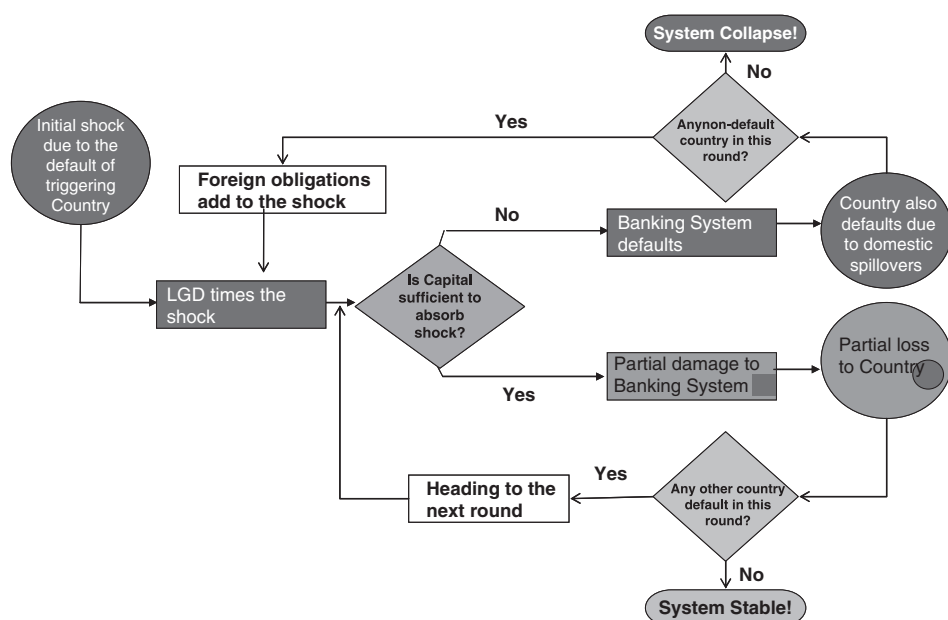 System Collapse!
No
Initial shock
due to the
default of
triggering
Country
Yes
Anynon-default
country in this
round?
Foreign obligations
add to the shock
No
Banking System
defaults
Country also
defaults due
to domestic
spillovers
LGD times the
shock
Is Capital
sufficient to
absorb
shock?
Partial damage to
Banking System
Partial loss
to Country
Yes
Heading to the
next round
Yes
Any other country
default in this
round?
No
System Stable!